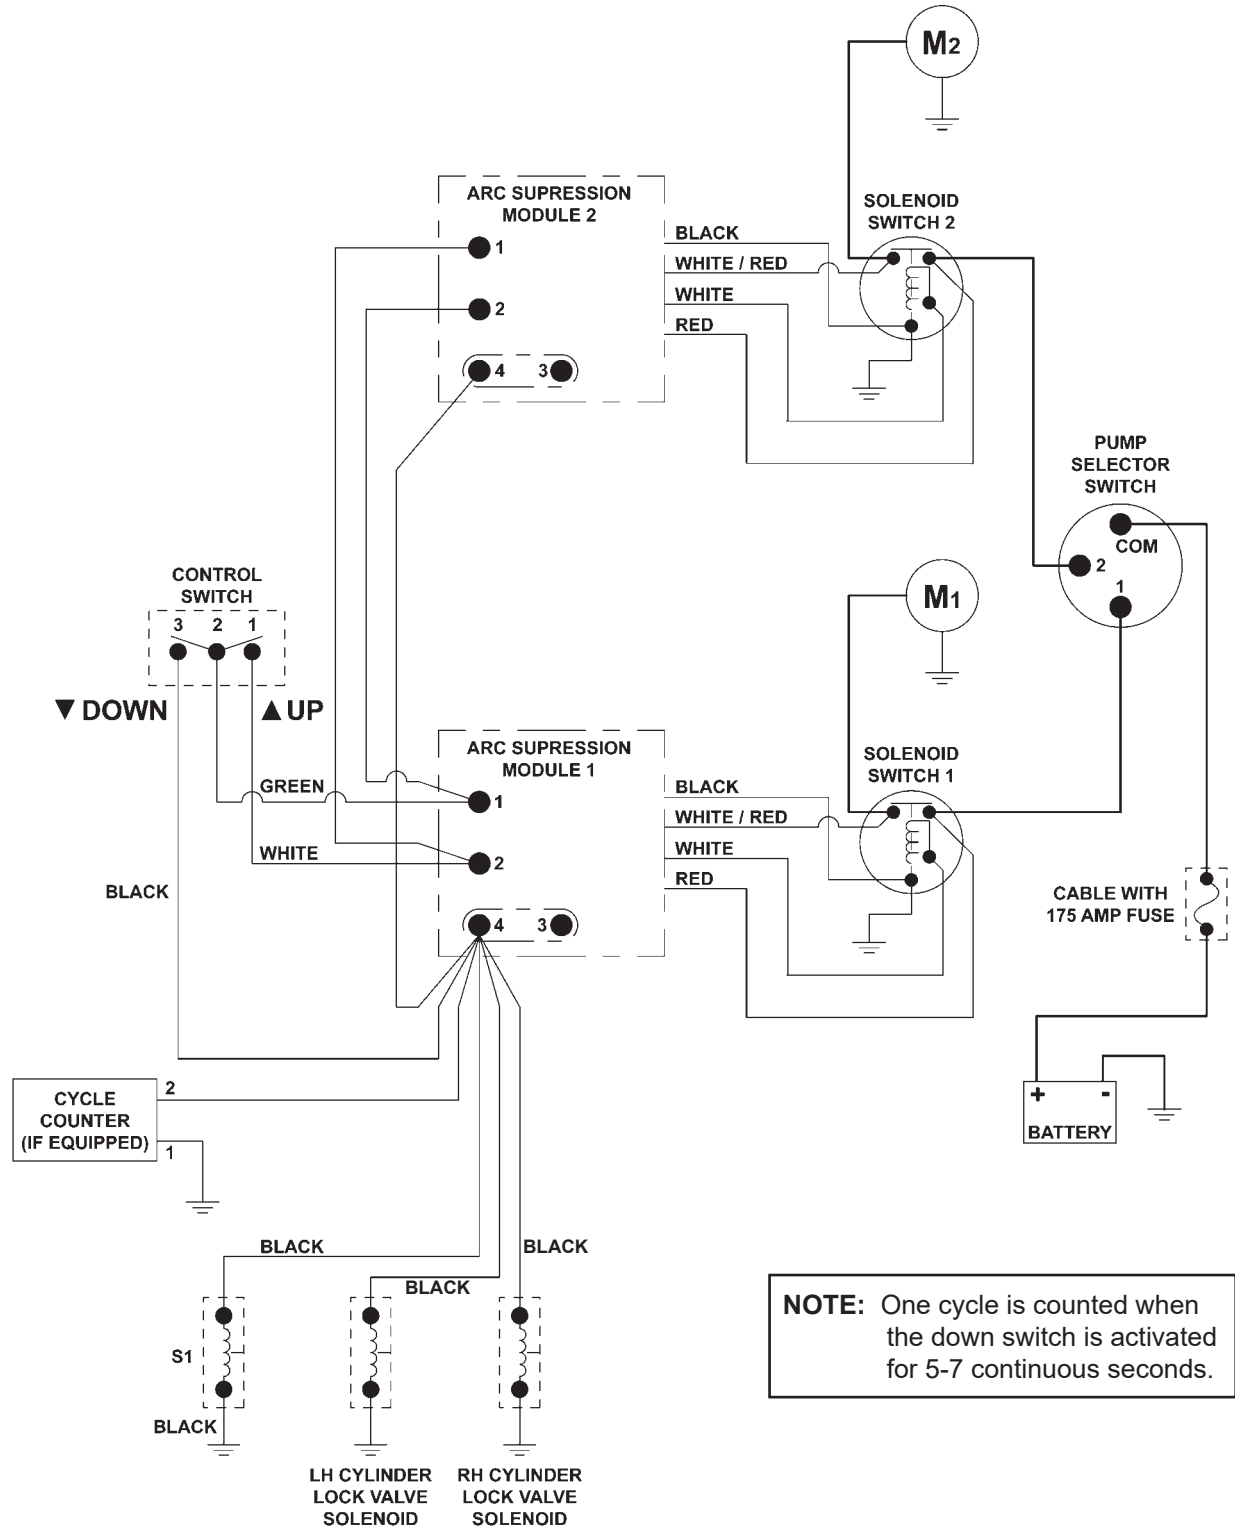 M2
ARC SUPRESSION
MODULE 2
1
2
4 3
BLACK
WHITE / RED
WHITE
RED
SOLENOID
SWITCH 2
PUMP
SELECTOR
SWITCH
COM
2
1
CONTROL
SWITCH
3 2 1
▼ DOWN
▲ UP
M1
ARC SUPRESSION
MODULE 1
1
2
4 3
GREEN
WHITE
BLACK
BLACK
WHITE / RED
WHITE
RED
SOLENOID
SWITCH 1
CABLE WITH
175 AMP FUSE
+ -
BATTERY
CYCLE
COUNTER
(IF EQUIPPED)
2
1
BLACK
BLACK
BLACK
S1
BLACK
LH CYLINDER
LOCK VALVE
SOLENOID
RH CYLINDER
LOCK VALVE
SOLENOID
NOTE: One cycle is counted when
the down switch is activated
for 5-7 continuous seconds.